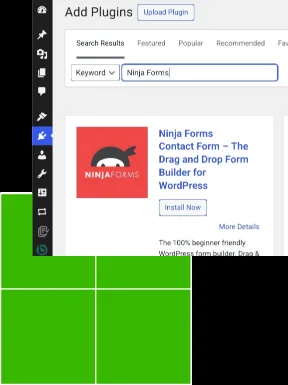 Add Plugins
Upload Plugin
Search Results
Featured
Popular
Recommended
Keyword
Ninja Forms
NINJAFORMS
Ninja Forms
Contact Form – The
Drag and Drop Form
Builder for
WordPress
Install Now
More Details
The 100% beginner friendly
WordPress form builder. Drag &